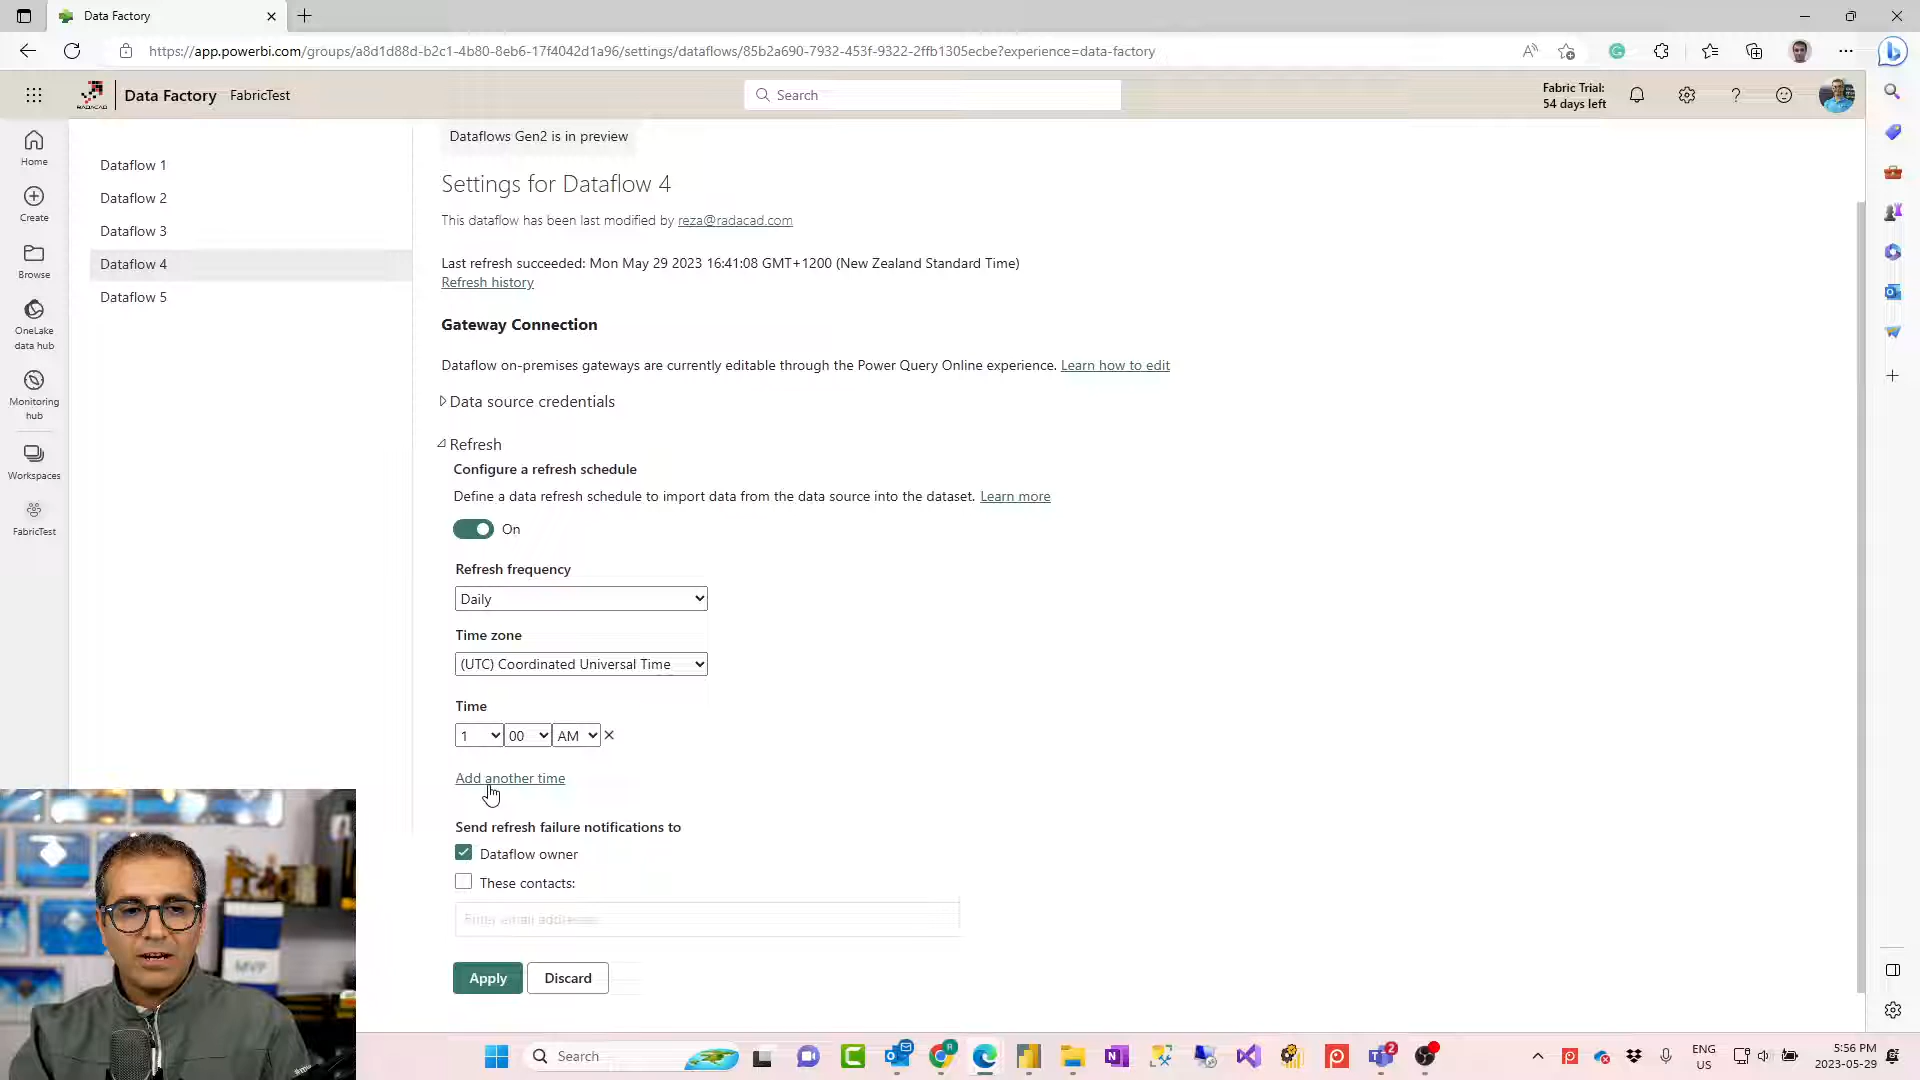 Data Factory
https://app.powerbi.com/groups/a8d1d88d-b2c1-4b80-8eb6-17f4042d1a96/settings/dataflows/85b2a690-7932-453f-9322-2ffb1305ecbe?experience=data-factory
RADACAD
Data Factory FabricTest
Search
Fabric Trial:
54 days left
Home
Create
Browse
OneLake
data hub
Monitoring
hub
Workspaces
FabricTest
Dataflow 1
Dataflow 2
Dataflow 3
Dataflow 4
Dataflow 5
Dataflows Gen2 is in preview
Settings for Dataflow 4
This dataflow has been last modified by reza@radacad.com
Last refresh succeeded: Mon May 29 2023 16:41:08 GMT+1200 (New Zealand Standard Time)
Refresh history
Gateway Connection
Dataflow on-premises gateways are currently editable through the Power Query Online experience. Learn how to edit
Data source credentials
Refresh
Configure a refresh schedule
Define a data refresh schedule to import data from the data source into the dataset. Learn more
On
Refresh frequency
Daily
Time zone
(UTC) Coordinated Universal Time
Time
1 00 AM
Add another time
Send refresh failure notifications to
Dataflow owner
These contacts:
Enter email addresses
Apply Discard
MVP
Search
2
ENG
US
5:56 PM
2023-05-29